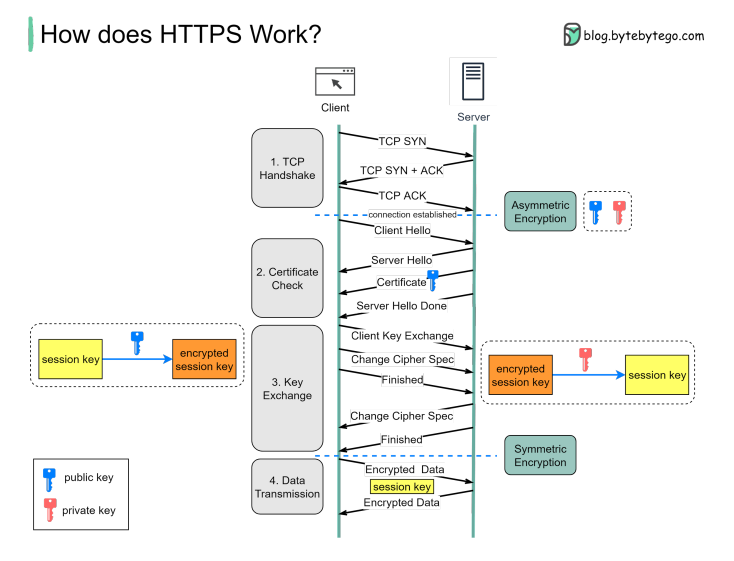 How does HTTPS Work?
blog.bytebytego.com
Client
Server
1. TCP
Handshake
TCP SYN
TCP SYN + ACK
TCP ACK
connection established
Asymmetric
Encryption
Client Hello
2. Certificate
Check
Server Hello
Certificate
Server Hello Done
session key
encrypted
session key
3. Key
Exchange
Client Key Exchange
Change Cipher Spec
Finished
Change Cipher Spec
Finished
encrypted
session key
session key
Symmetric
Encryption
4. Data
Transmission
Encrypted Data
session key
Encrypted Data
public key
private key